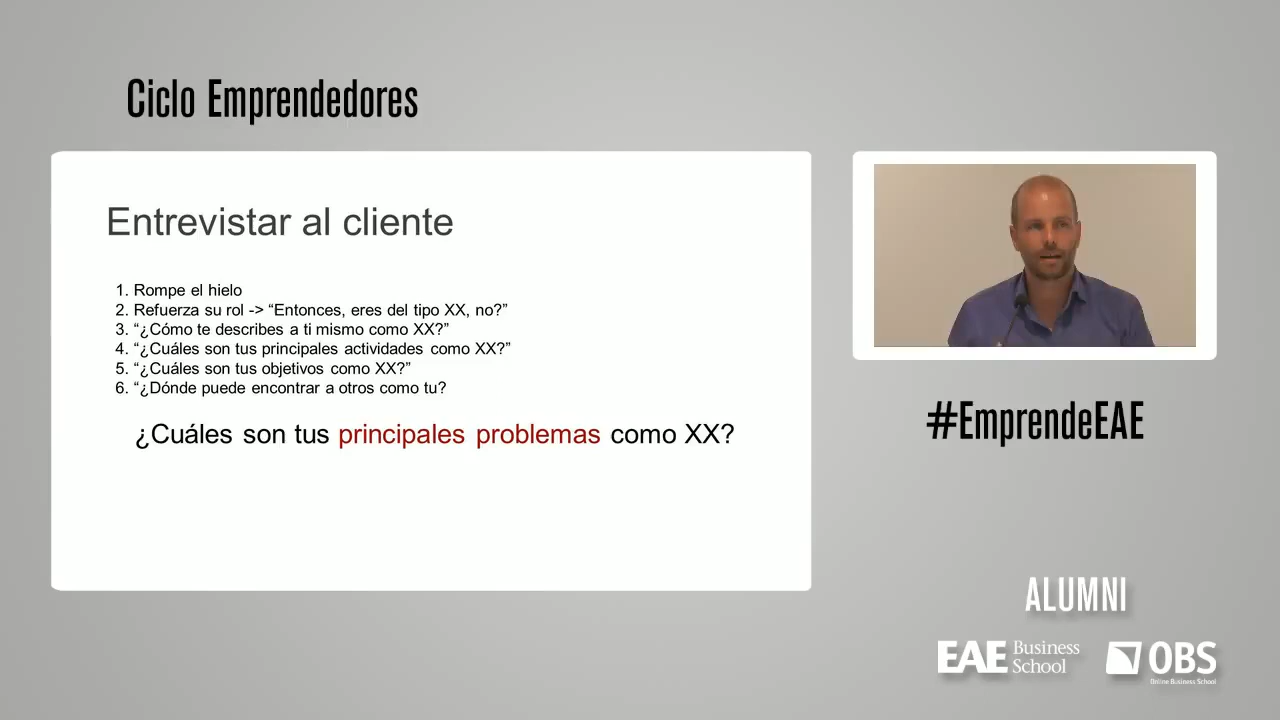 Ciclo Emprendedores
Entrevistar al cliente
1. Rompe el hielo
2. Refuerza su rol -> “Entonces, eres del tipo XX, no?”
3. “¿Cómo te describes a ti mismo como XX?”
4. “¿Cuáles son tus principales actividades como XX?”
5. “¿Cuáles son tus objetivos como XX?”
6. “¿Dónde puede encontrar a otros como tu?
¿Cuáles son tus principales problemas como XX?
#EmprendeEAE
ALUMNI
EAE Business School
OBS
Online Business School